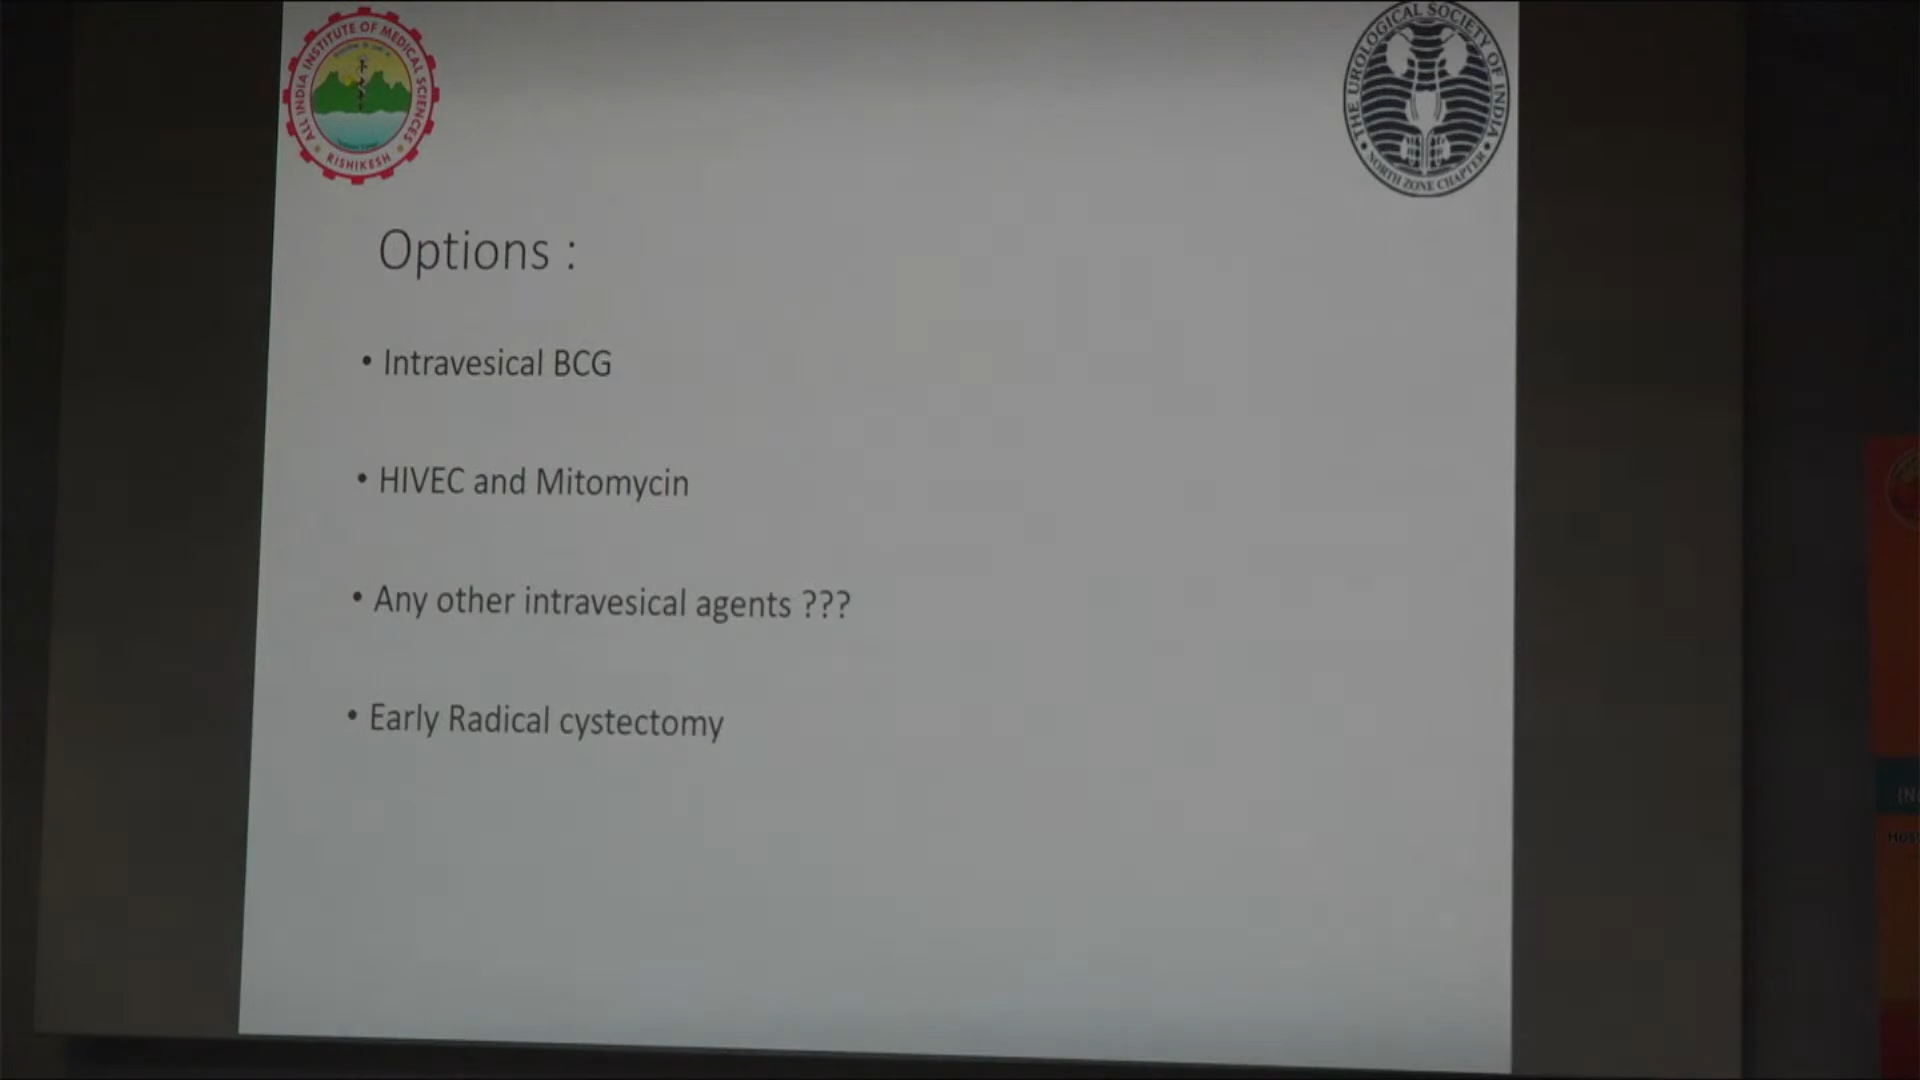 ALL INDIA INSTITUTE OF MEDICAL SCIENCES
RISHIKESH
THE UROLOGICAL SOCIETY OF INDIA
NORTH ZONE CHAPTER
Options :
• Intravesical BCG
• HIVEC and Mitomycin
• Any other intravesical agents ???
• Early Radical cystectomy